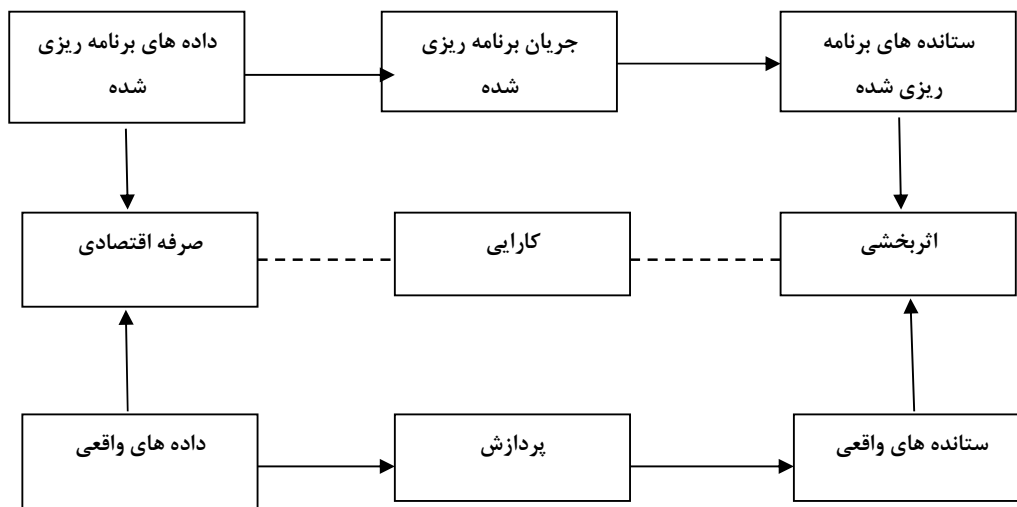 داده های برنامه ریزی
شده
جریان برنامه ریزی
شده
ستانده های برنامه
ریزی شده
صرفه اقتصادی
کارایی
اثربخشی
داده های واقعی
پردازش
ستانده های واقعی